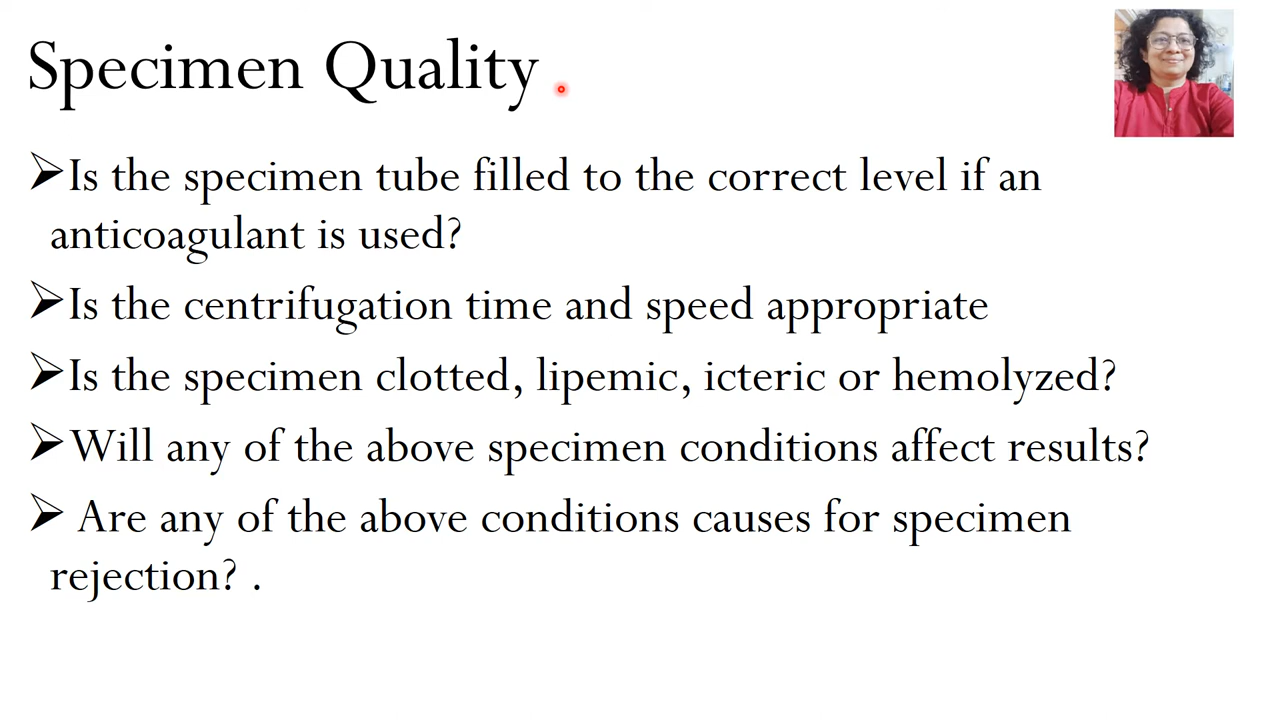 Specimen Quality
➢Is the specimen tube filled to the correct level if an
anticoagulant is used?
➢Is the centrifugation time and speed appropriate
➢Is the specimen clotted, lipemic, icteric or hemolyzed?
➢Will any of the above specimen conditions affect results?
➢ Are any of the above conditions causes for specimen
rejection? .